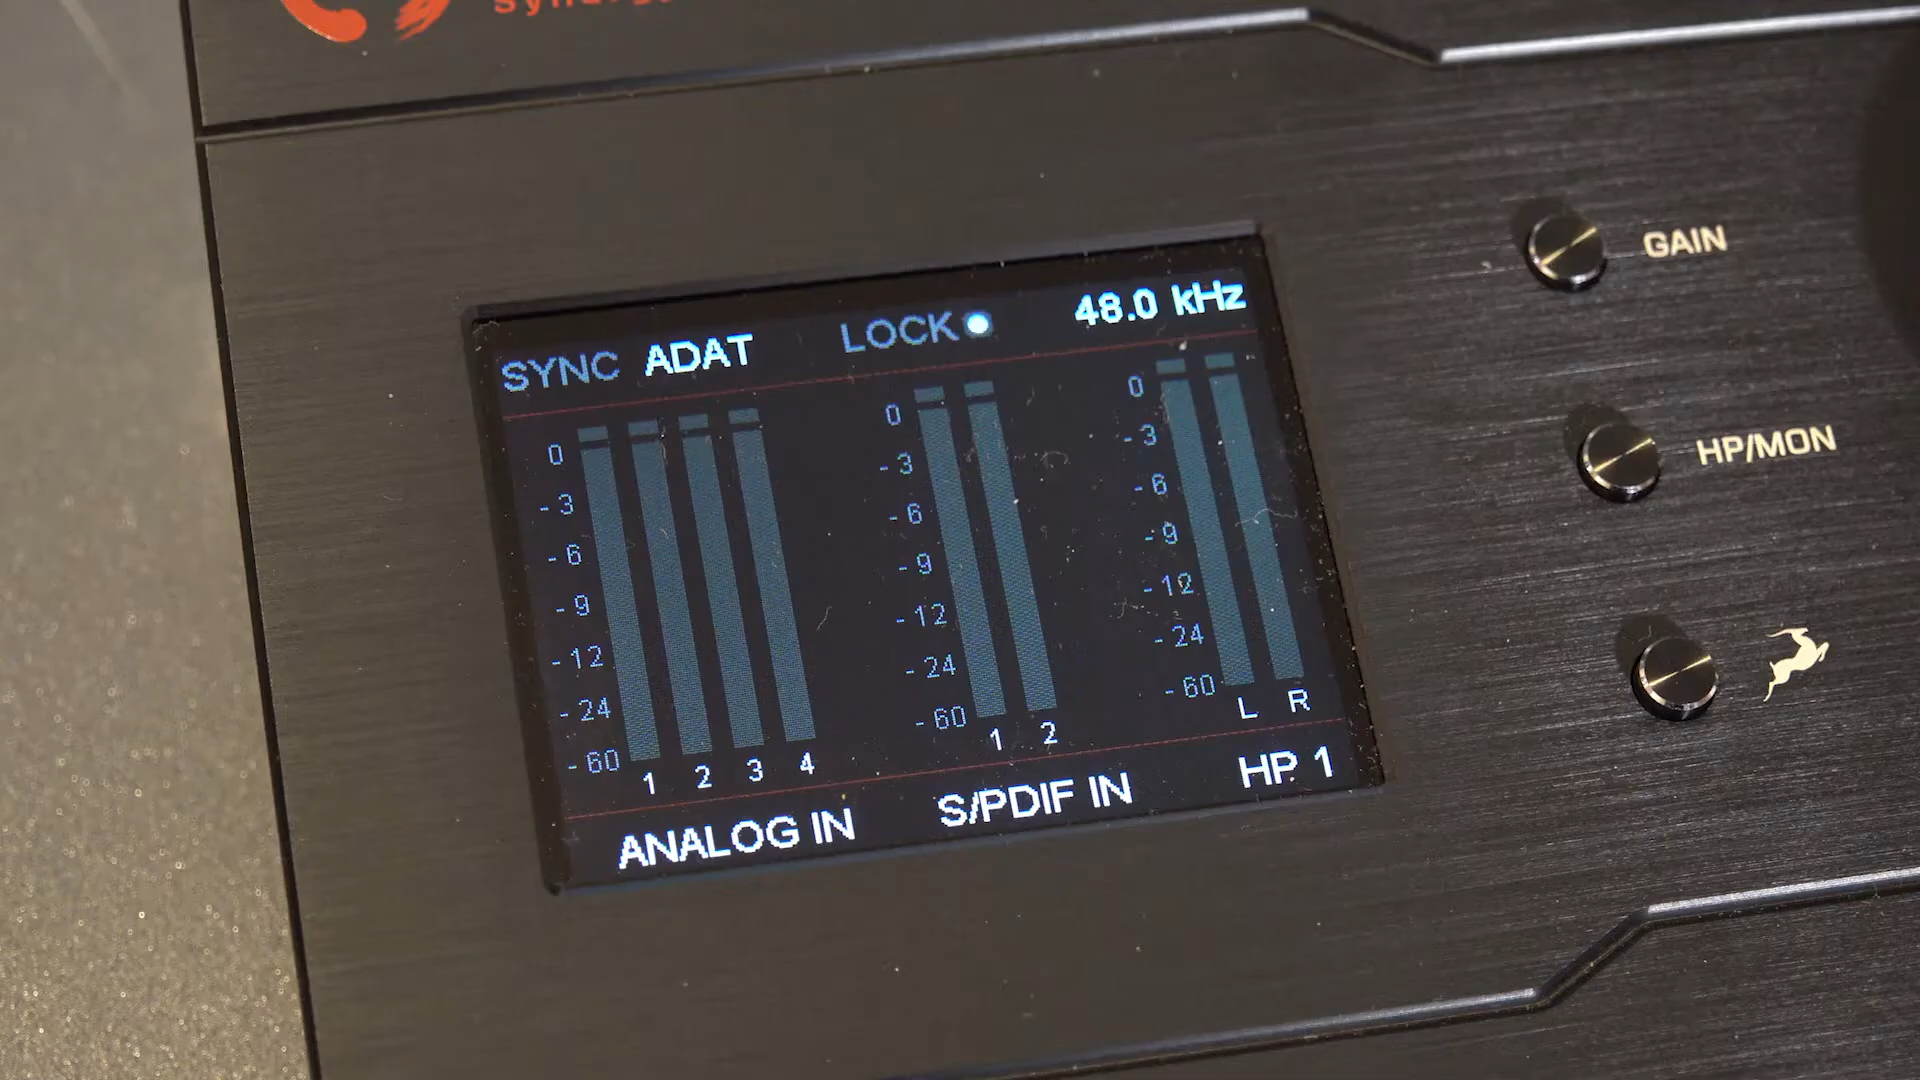 SYNC ADAT LOCK 48.0 kHz
0 0 0
-3 -3 -3
-6 -6 -6
-9 -9 -9
-12 -12 -12
-24 -24 -24
-60 -60 -60
1 2 3 4 1 2 L R
ANALOG IN S/PDIF IN HP 1
GAIN
HP/MON